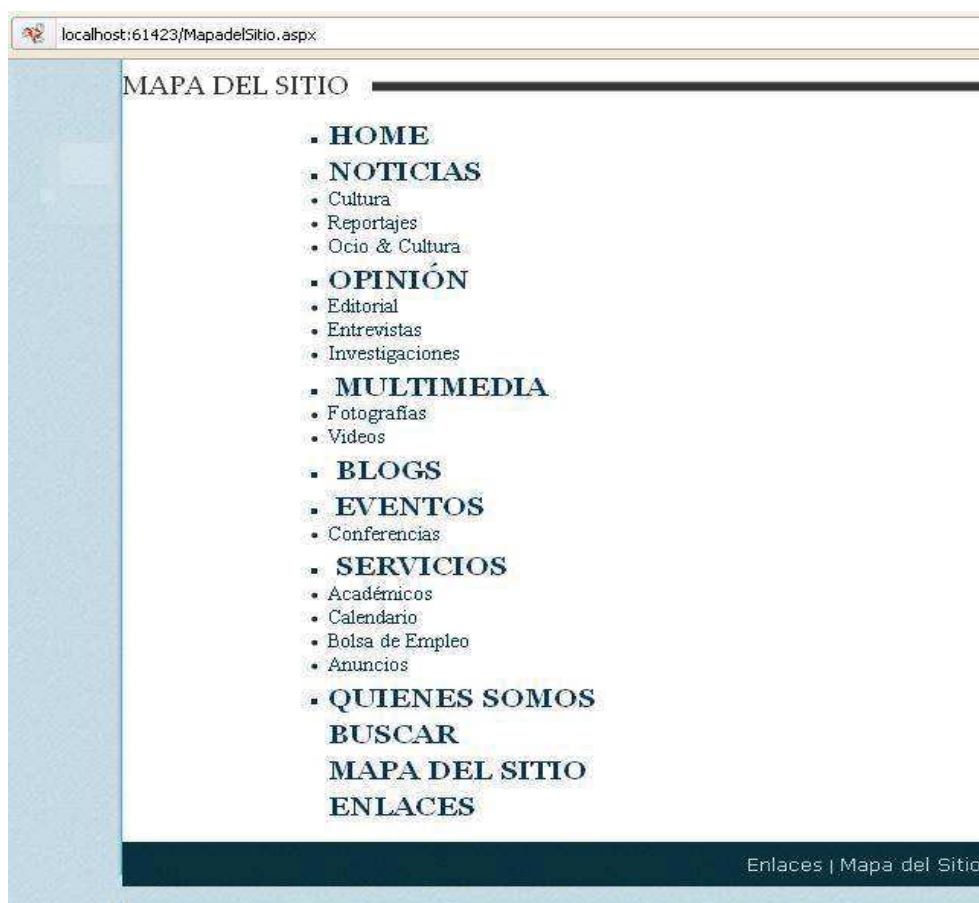 localhost:61423/MapadelSitio.aspx
MAPA DEL SITIO
HOME
NOTICIAS
Cultura
Reportajes
Ocio & Cultura
OPINIÓN
Editorial
Entrevistas
Investigaciones
MULTIMEDIA
Fotografías
Videos
BLOGS
EVENTOS
Conferencias
SERVICIOS
Académicos
Calendario
Bolsa de Empleo
Anuncios
QUIENES SOMOS
BUSCAR
MAPA DEL SITIO
ENLACES
Enlaces | Mapa del Sitio